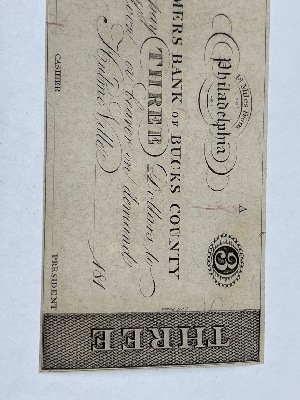 18 Miles from
Philadelphia
A
3
MERS BANK of BUCKS COUNTY
pay THREE Dollars to
or bearer on demand
Hulme Ville 181
CASHIER PRESIDENT
THREE